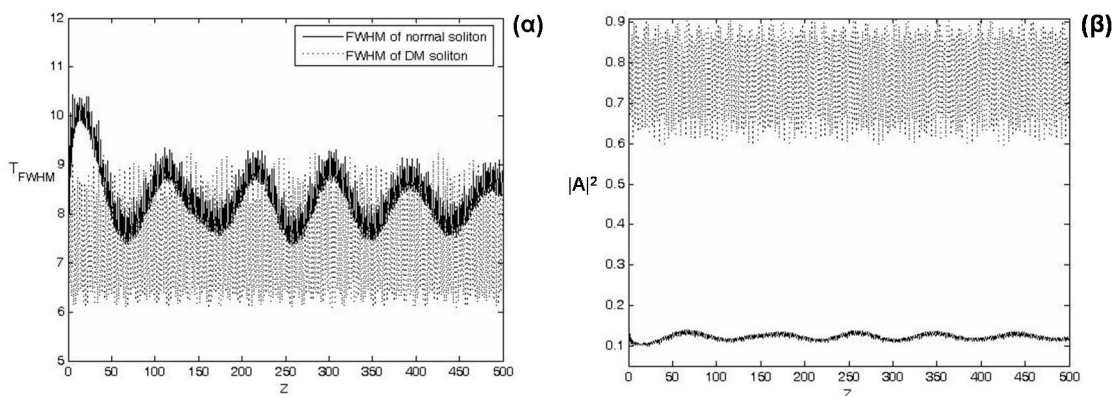 (α)
12
11
10
9
8
7
6
5
T_FWHM
FWHM of normal soliton
FWHM of DM soliton
0 50 100 150 200 250 300 350 400 450 500
Z
(β)
0.9
0.8
0.7
0.6
0.5
0.4
0.3
0.2
0.1
|A|²
0 50 100 150 200 250 300 350 400 450 500
Z